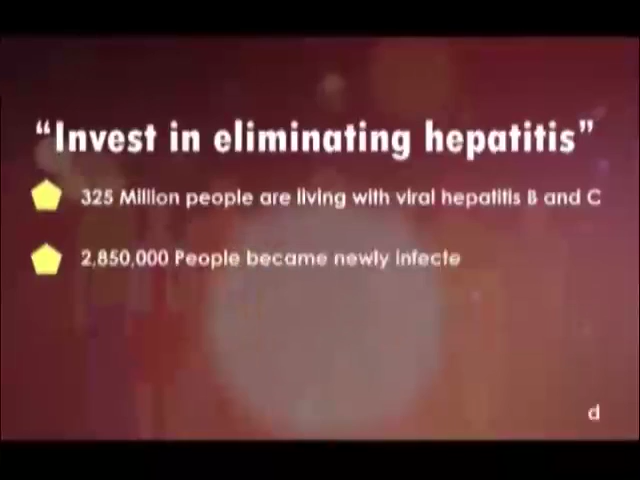 “Invest in eliminating hepatitis”
325 Million people are living with viral hepatitis B and C
2,850,000 People became newly infecte
d